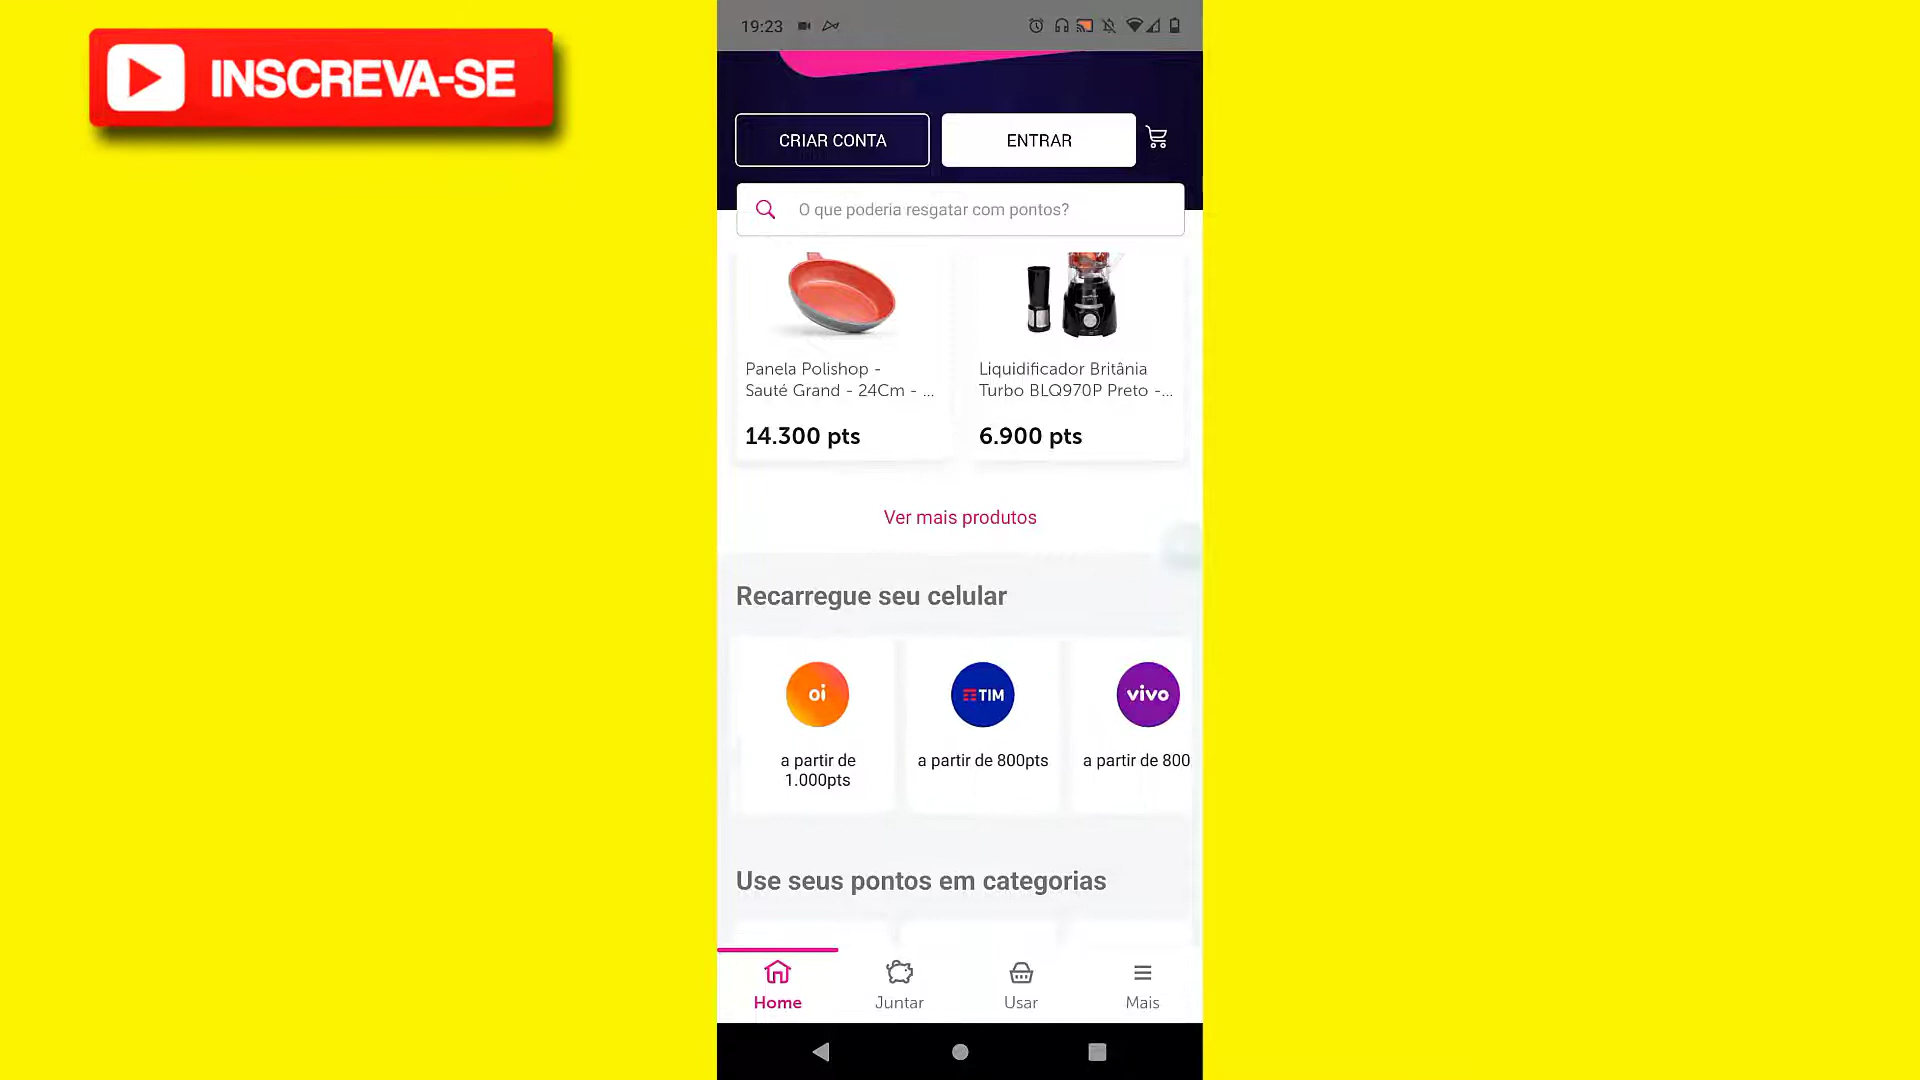 INSCREVA-SE
19:23
CRIAR CONTA
ENTRAR
O que poderia resgatar com pontos?
Panela Polishop -
Sauté Grand - 24Cm - ...
14.300 pts
Liquidificador Britânia
Turbo BLQ970P Preto -...
6.900 pts
Ver mais produtos
Recarregue seu celular
oi
a partir de
1.000pts
TIM
a partir de 800pts
vivo
a partir de 800
Use seus pontos em categorias
Home
Juntar
Usar
Mais